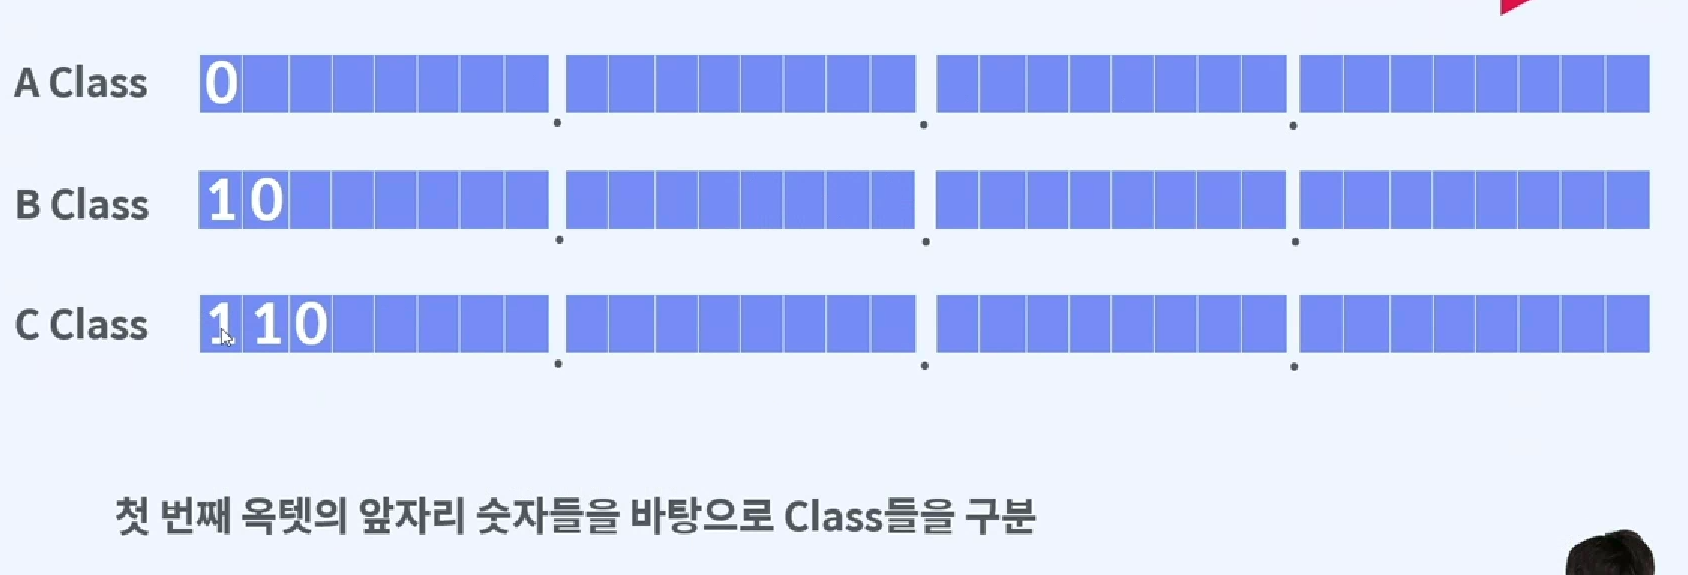 A Class 0 . . .
B Class 1 0 . . .
C Class 1 1 0 . . .
첫 번째 옥텟의 앞자리 숫자들을 바탕으로 Class들을 구분